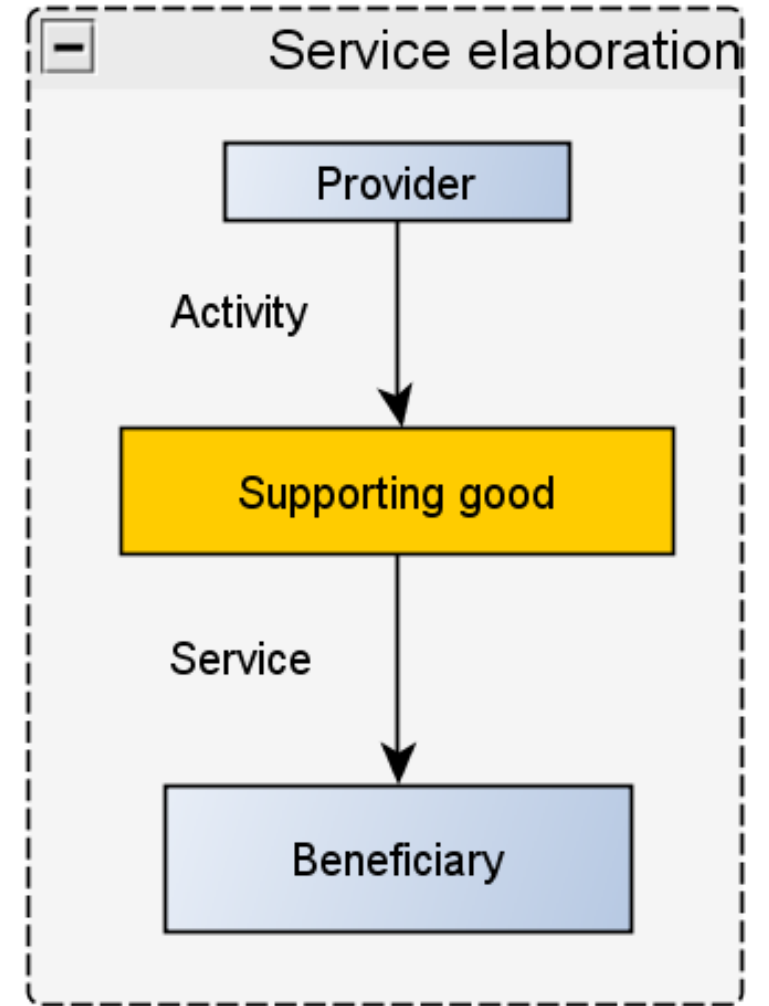 Service elaboration
Provider
Activity
Supporting good
Service
Beneficiary